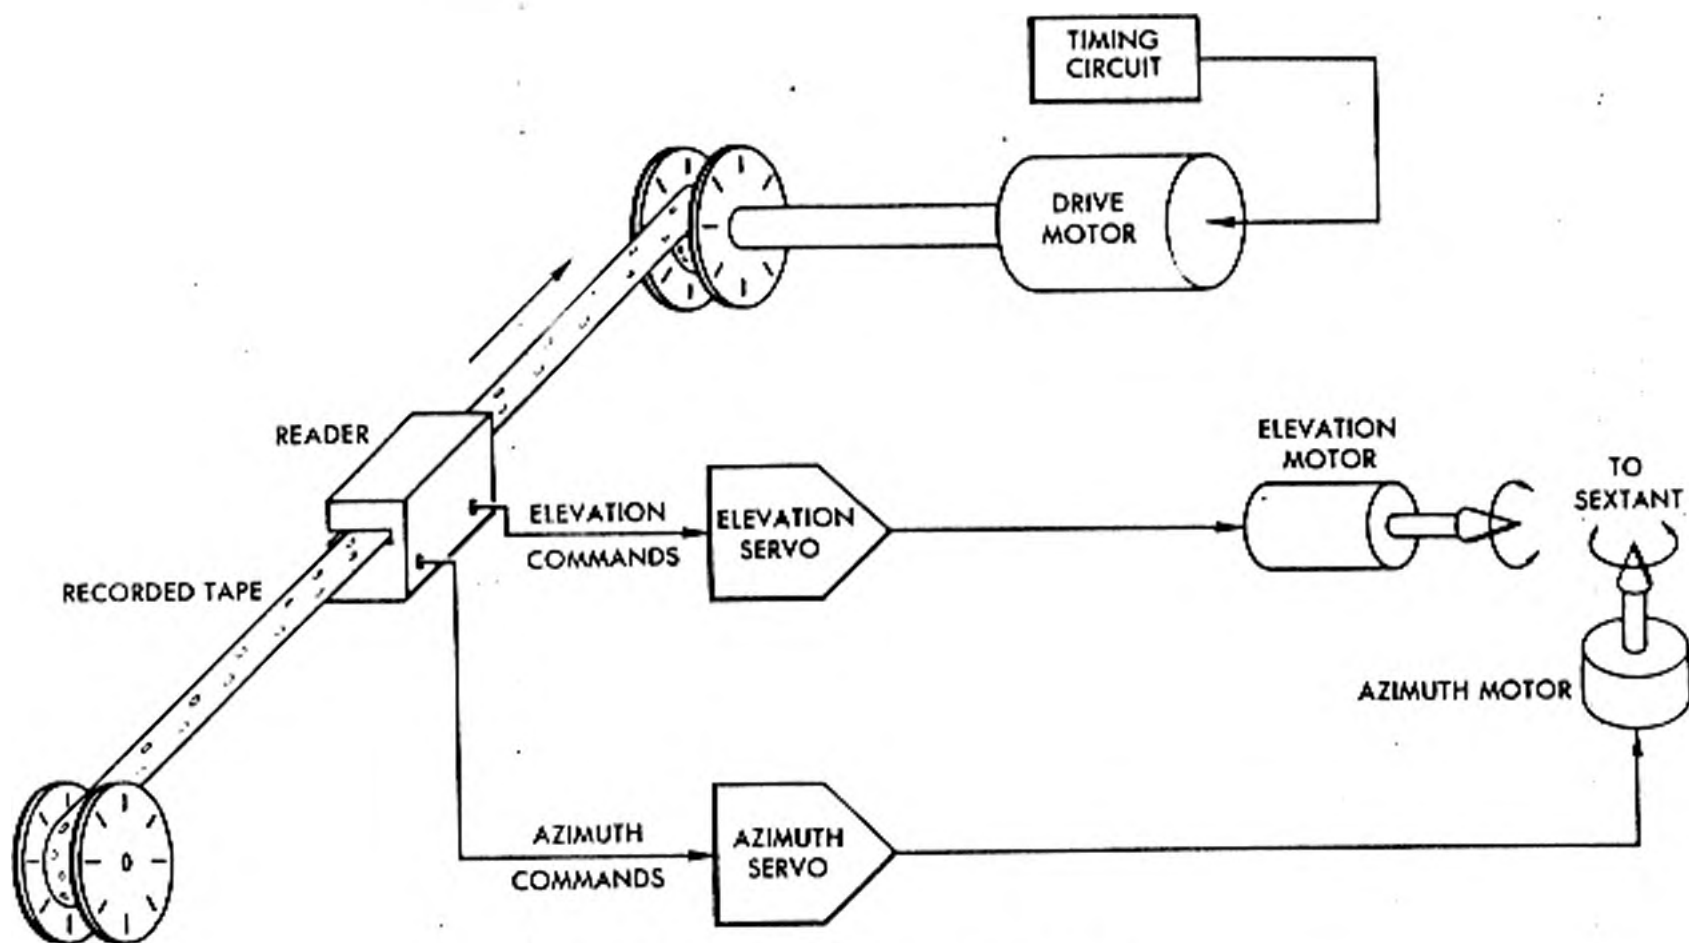 TIMING
CIRCUIT
DRIVE
MOTOR
READER
ELEVATION
MOTOR
TO
SEXTANT
ELEVATION
COMMANDS
ELEVATION
SERVO
RECORDED TAPE
AZIMUTH MOTOR
AZIMUTH
COMMANDS
AZIMUTH
SERVO